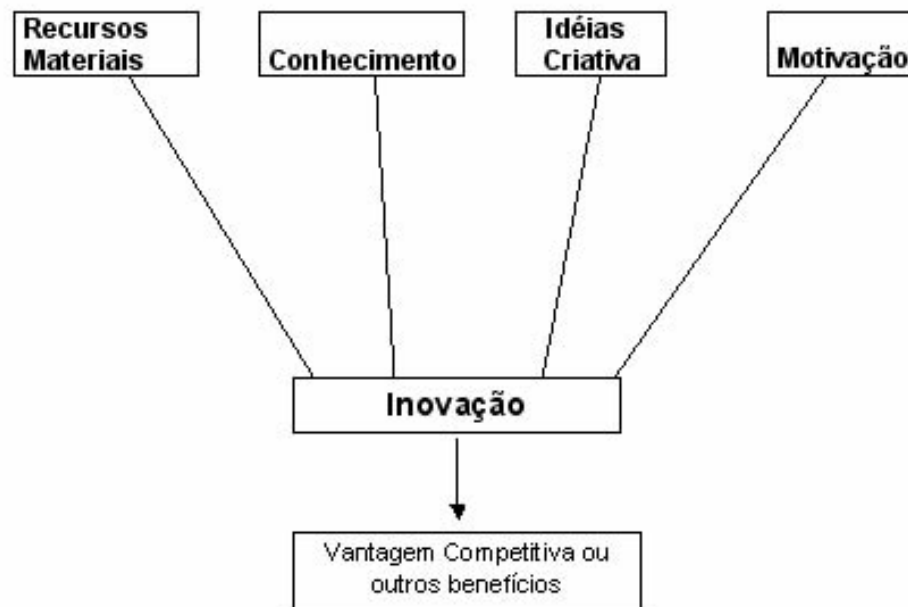 Recursos
Materiais
Conhecimento
Idéias
Criativa
Motivação
Inovação
Vantagem Competitiva ou
outros benefícios